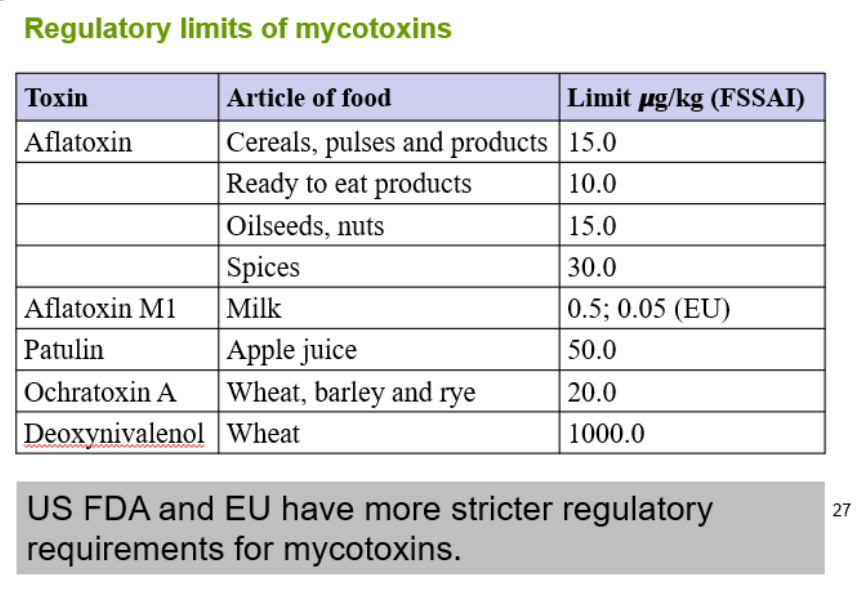 Regulatory limits of mycotoxins
Toxin Article of food Limit µg/kg (FSSAI)
Aflatoxin Cereals, pulses and products 15.0
Ready to eat products 10.0
Oilseeds, nuts 15.0
Spices 30.0
Aflatoxin M1 Milk 0.5; 0.05 (EU)
Patulin Apple juice 50.0
Ochratoxin A Wheat, barley and rye 20.0
Deoxynivalenol Wheat 1000.0
US FDA and EU have more stricter regulatory
requirements for mycotoxins.
27